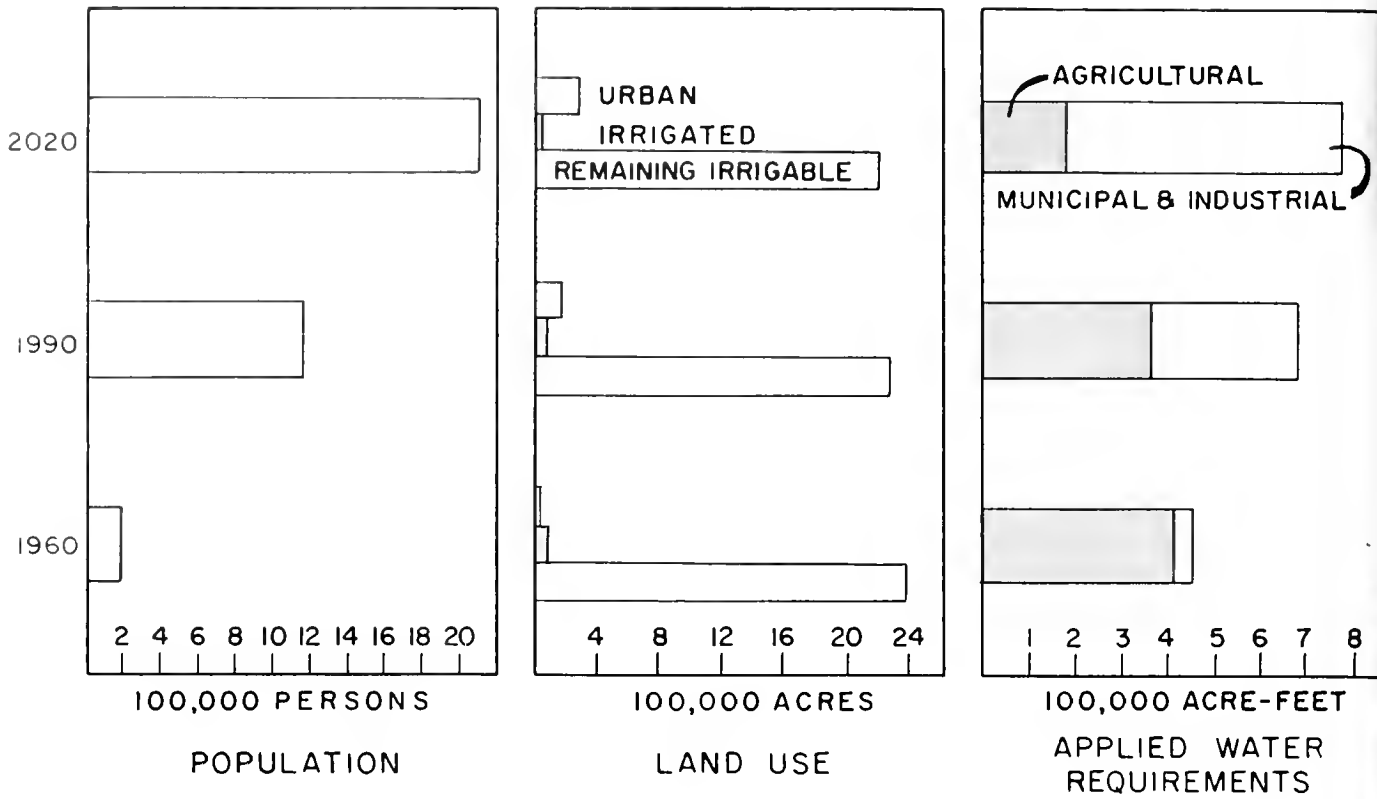 2020
1990
1960
2 4 6 8 10 12 14 16 18 20
100,000 PERSONS
POPULATION
URBAN
IRRIGATED
REMAINING IRRIGABLE
4 8 12 16 20 24
100,000 ACRES
LAND USE
AGRICULTURAL
MUNICIPAL & INDUSTRIAL
1 2 3 4 5 6 7 8
100,000 ACRE-FEET
APPLIED WATER
REQUIREMENTS